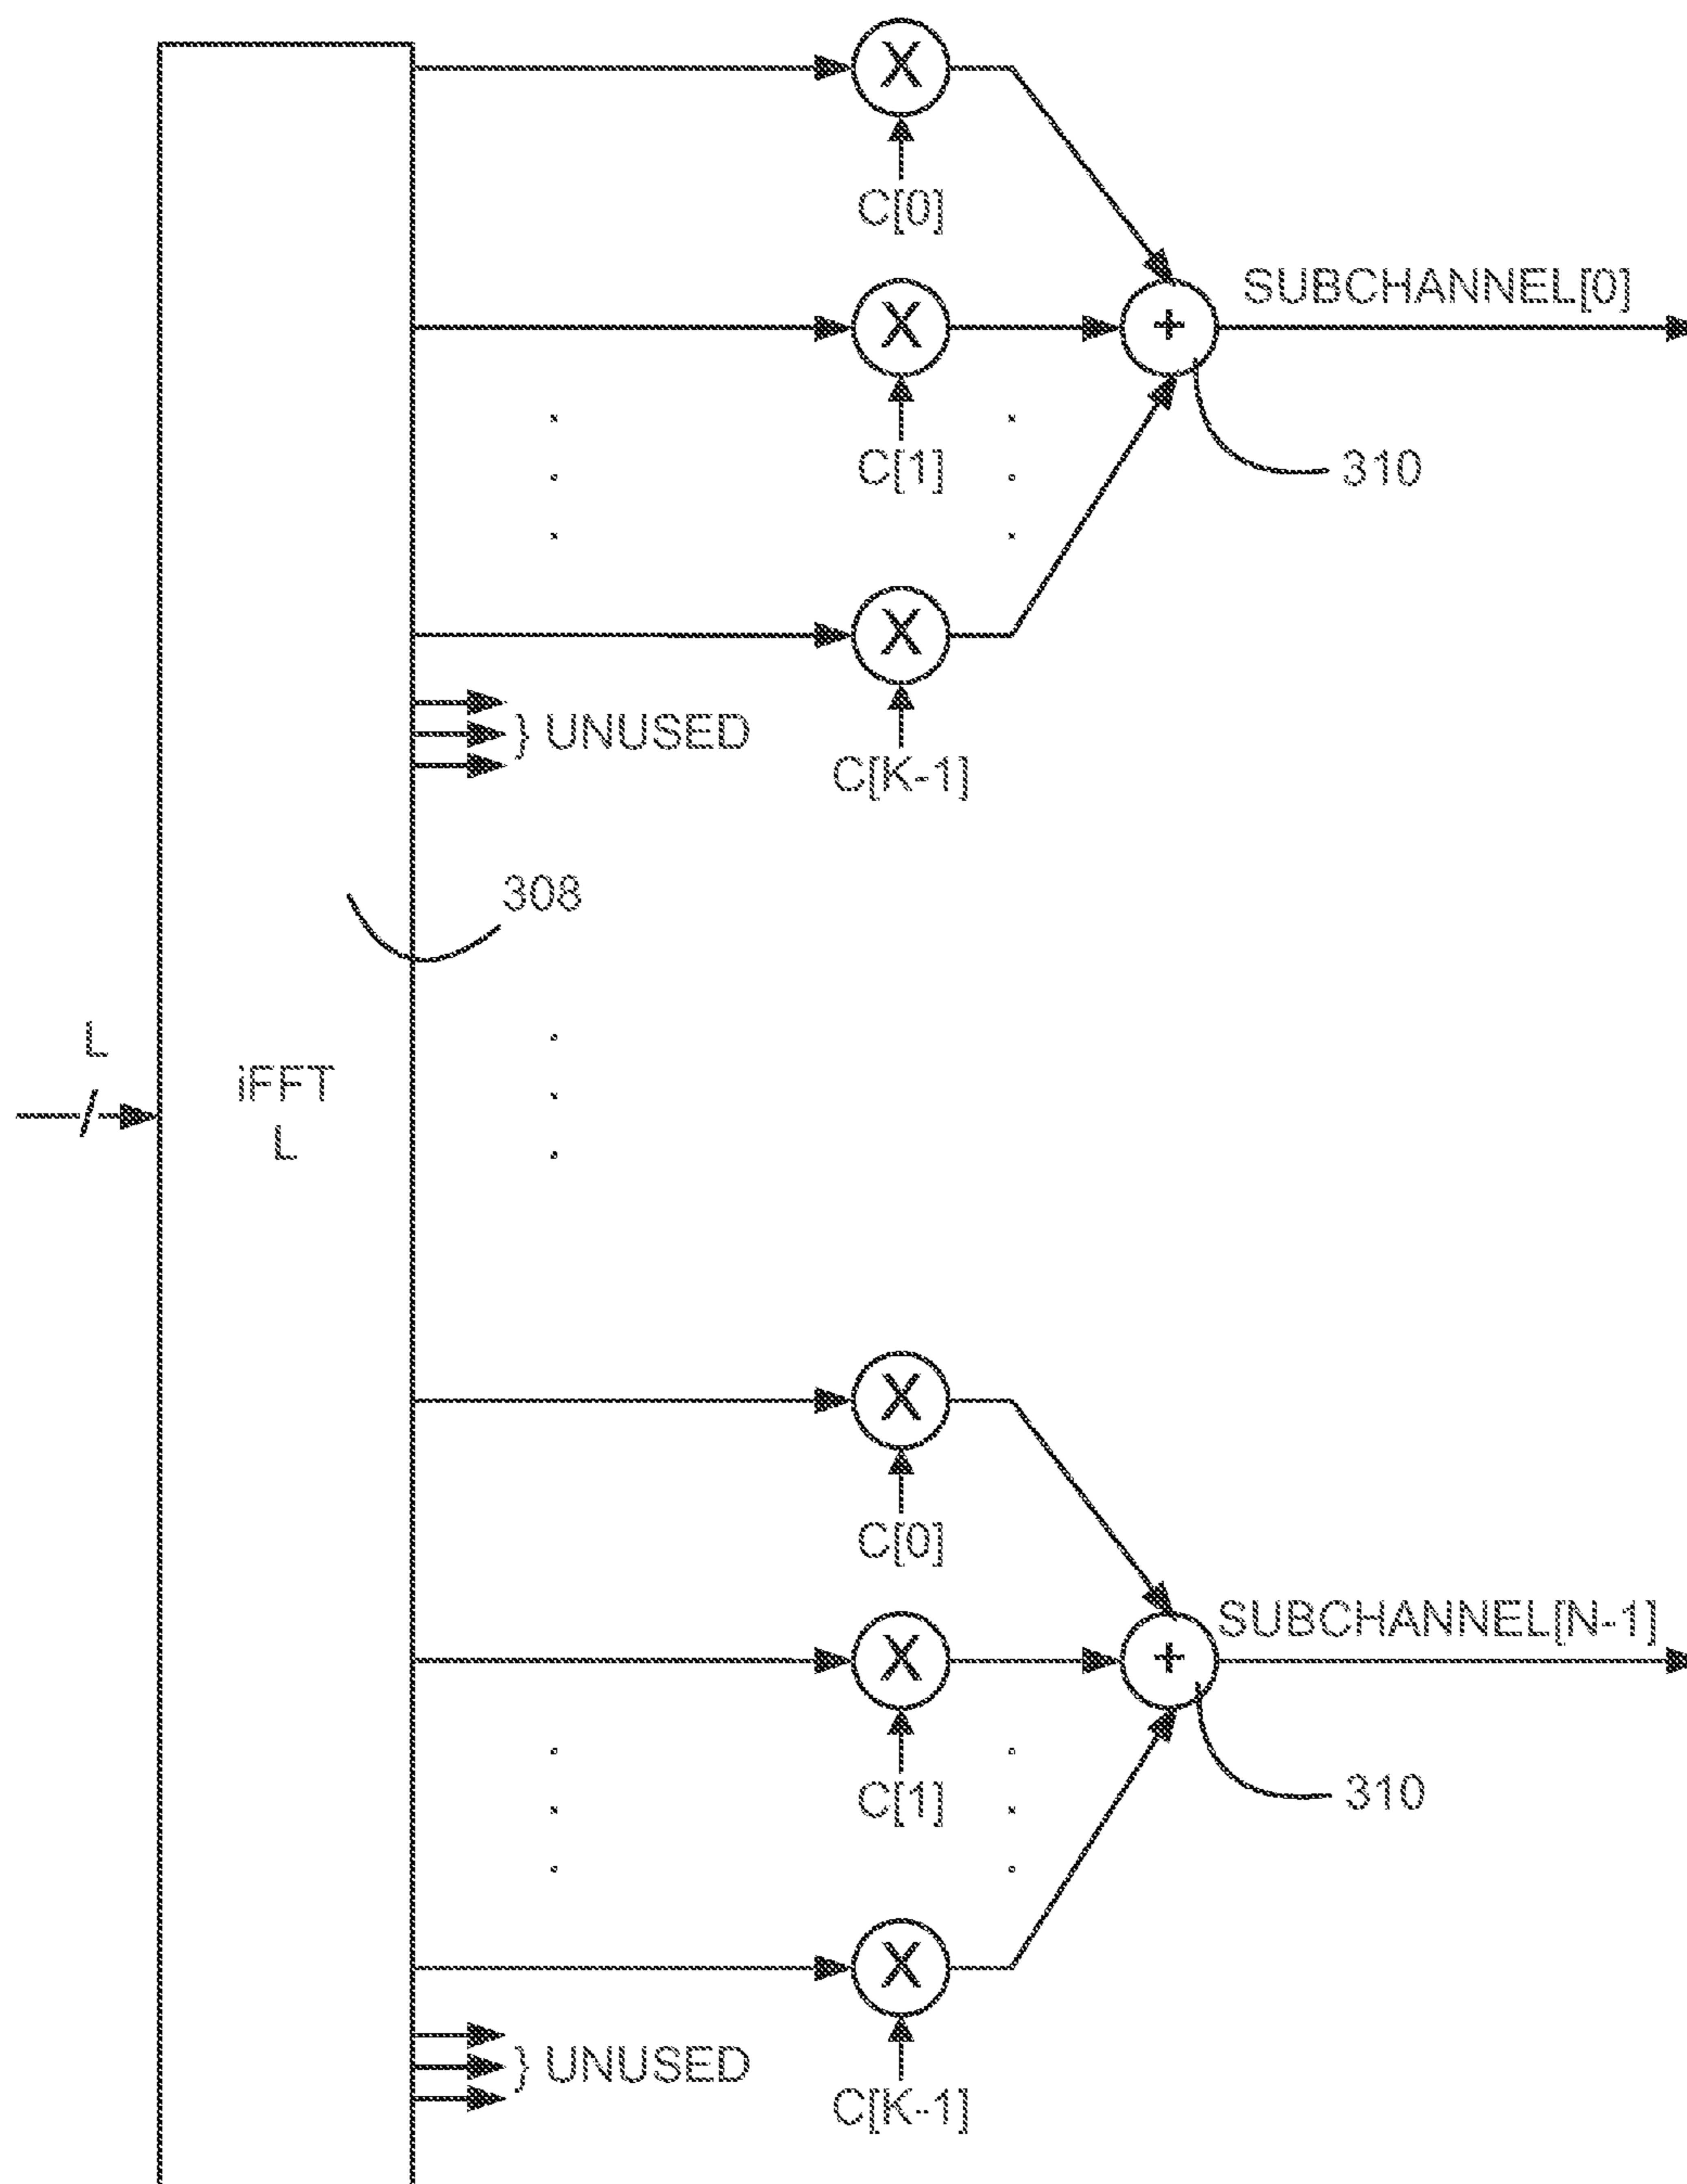 X
C[0]
X
SUBCHANNEL[0]
+
C[1]
310
X
} UNUSED
C[K-1]
308
L
/
iFFT
L
X
C[0]
X
SUBCHANNEL[N-1]
+
C[1]
310
X
} UNUSED
C[K-1]